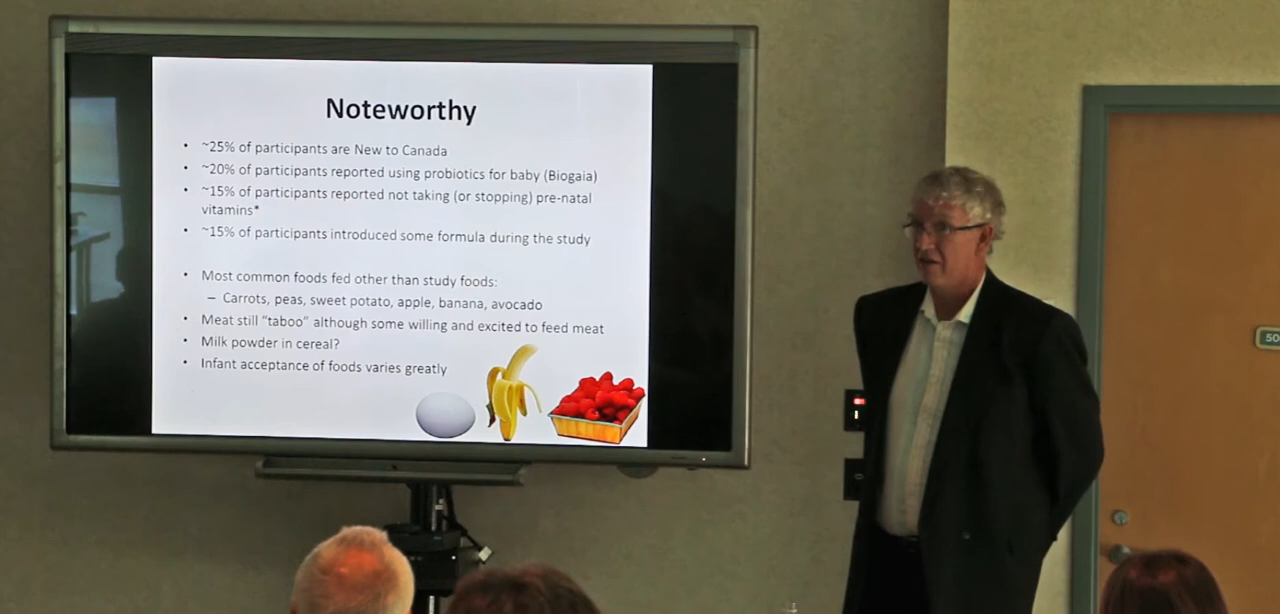 Noteworthy
• ~25% of participants are New to Canada
• ~20% of participants reported using probiotics for baby (Biogaia)
• ~15% of participants reported not taking (or stopping) pre-natal
vitamins*
• ~15% of participants introduced some formula during the study
• Most common foods fed other than study foods:
– Carrots, peas, sweet potato, apple, banana, avocado
• Meat still "taboo" although some willing and excited to feed meat
• Milk powder in cereal?
• Infant acceptance of foods varies greatly
50